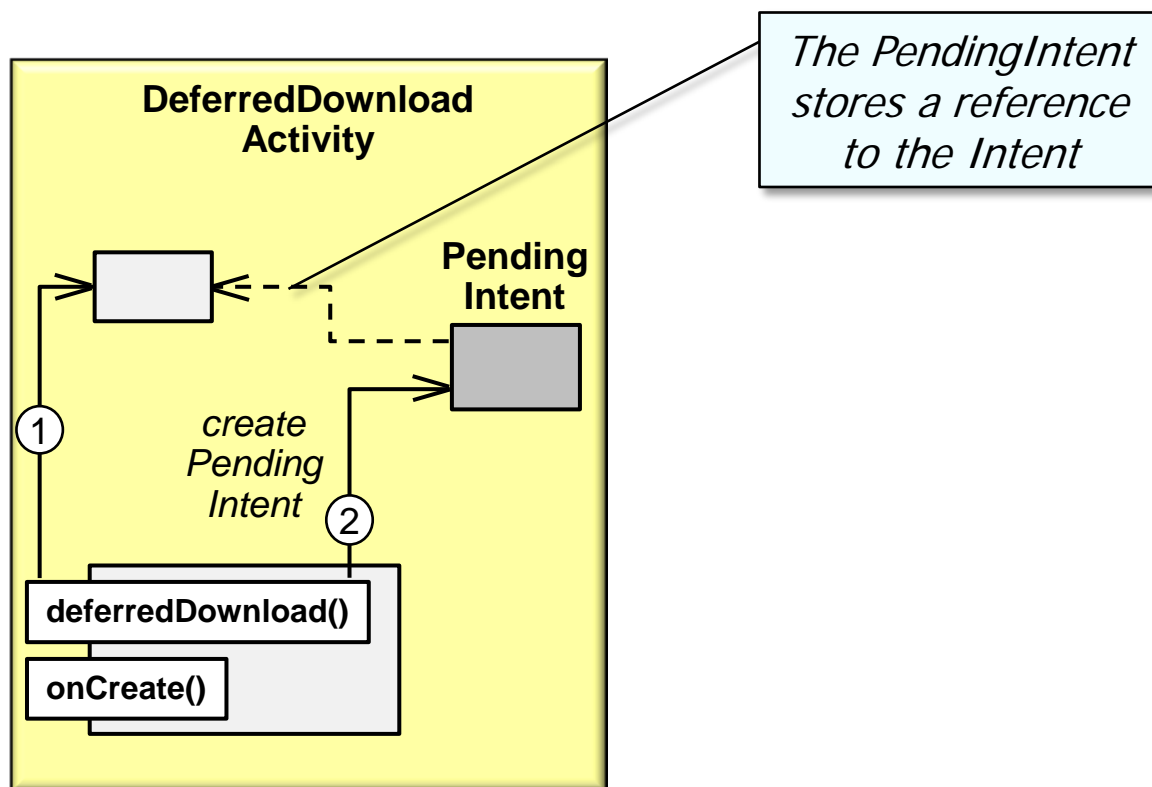 The PendingIntent
stores a reference
to the Intent
DeferredDownload
Activity
Pending
Intent
1
create
Pending
Intent
2
deferredDownload()
onCreate()